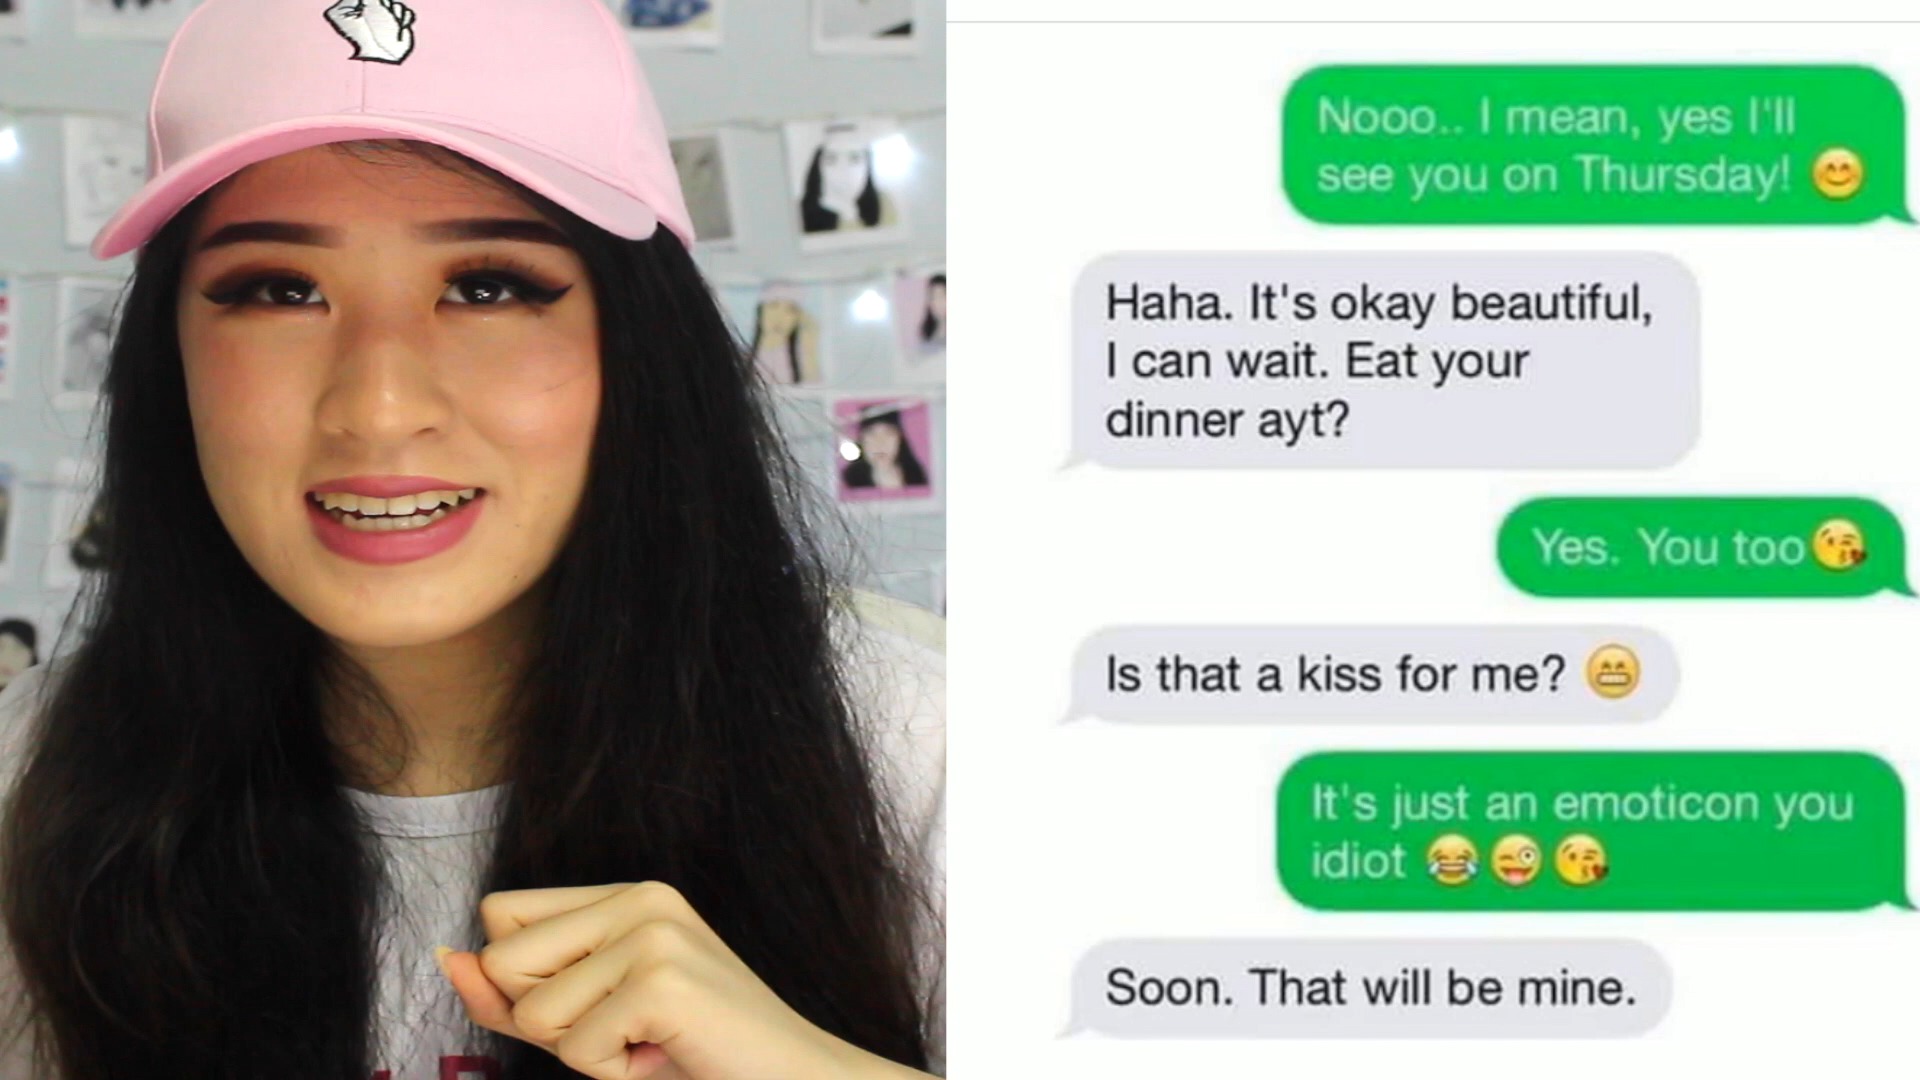 Nooo.. I mean, yes I'll
see you on Thursday! 😊
Haha. It's okay beautiful,
I can wait. Eat your
dinner ayt?
Yes. You too😘
Is that a kiss for me? 😁
It's just an emoticon you
idiot 😂😜😘
Soon. That will be mine.